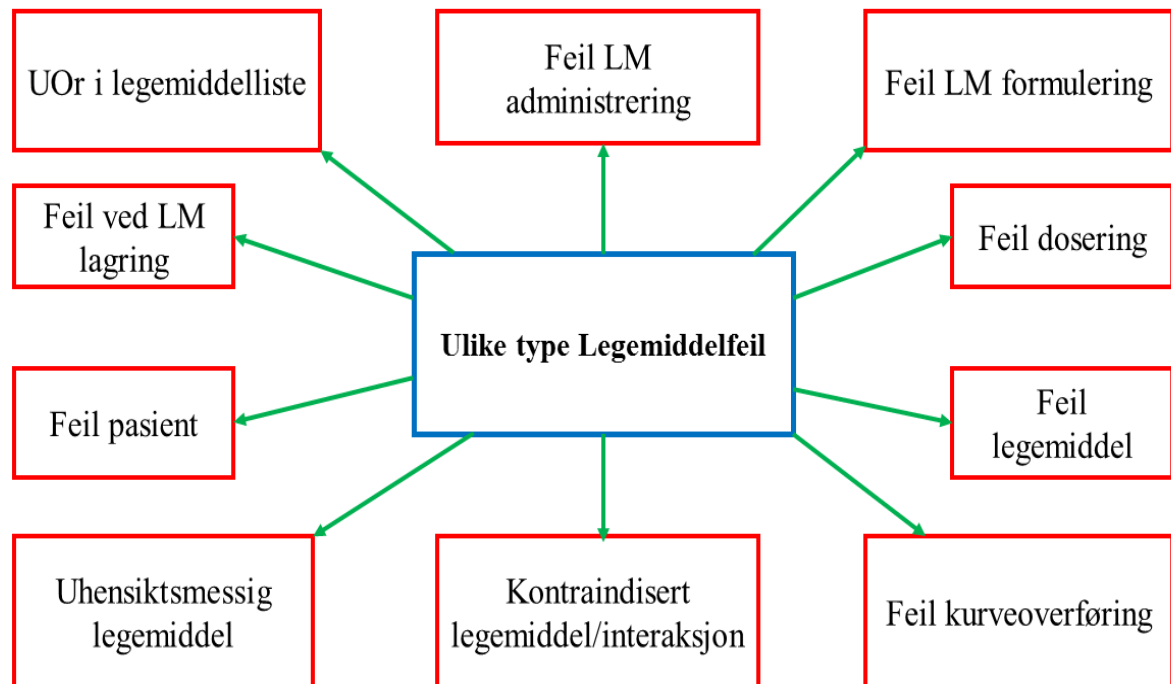 UOr i legemiddelliste
Feil LM
administrering
Feil LM formulering
Feil ved LM
lagring
Feil dosering
Ulike type Legemiddelfeil
Feil pasient
Feil
legemiddel
Uhensiktsmessig
legemiddel
Kontraindisert
legemiddel/interaksjon
Feil kurveoverføring